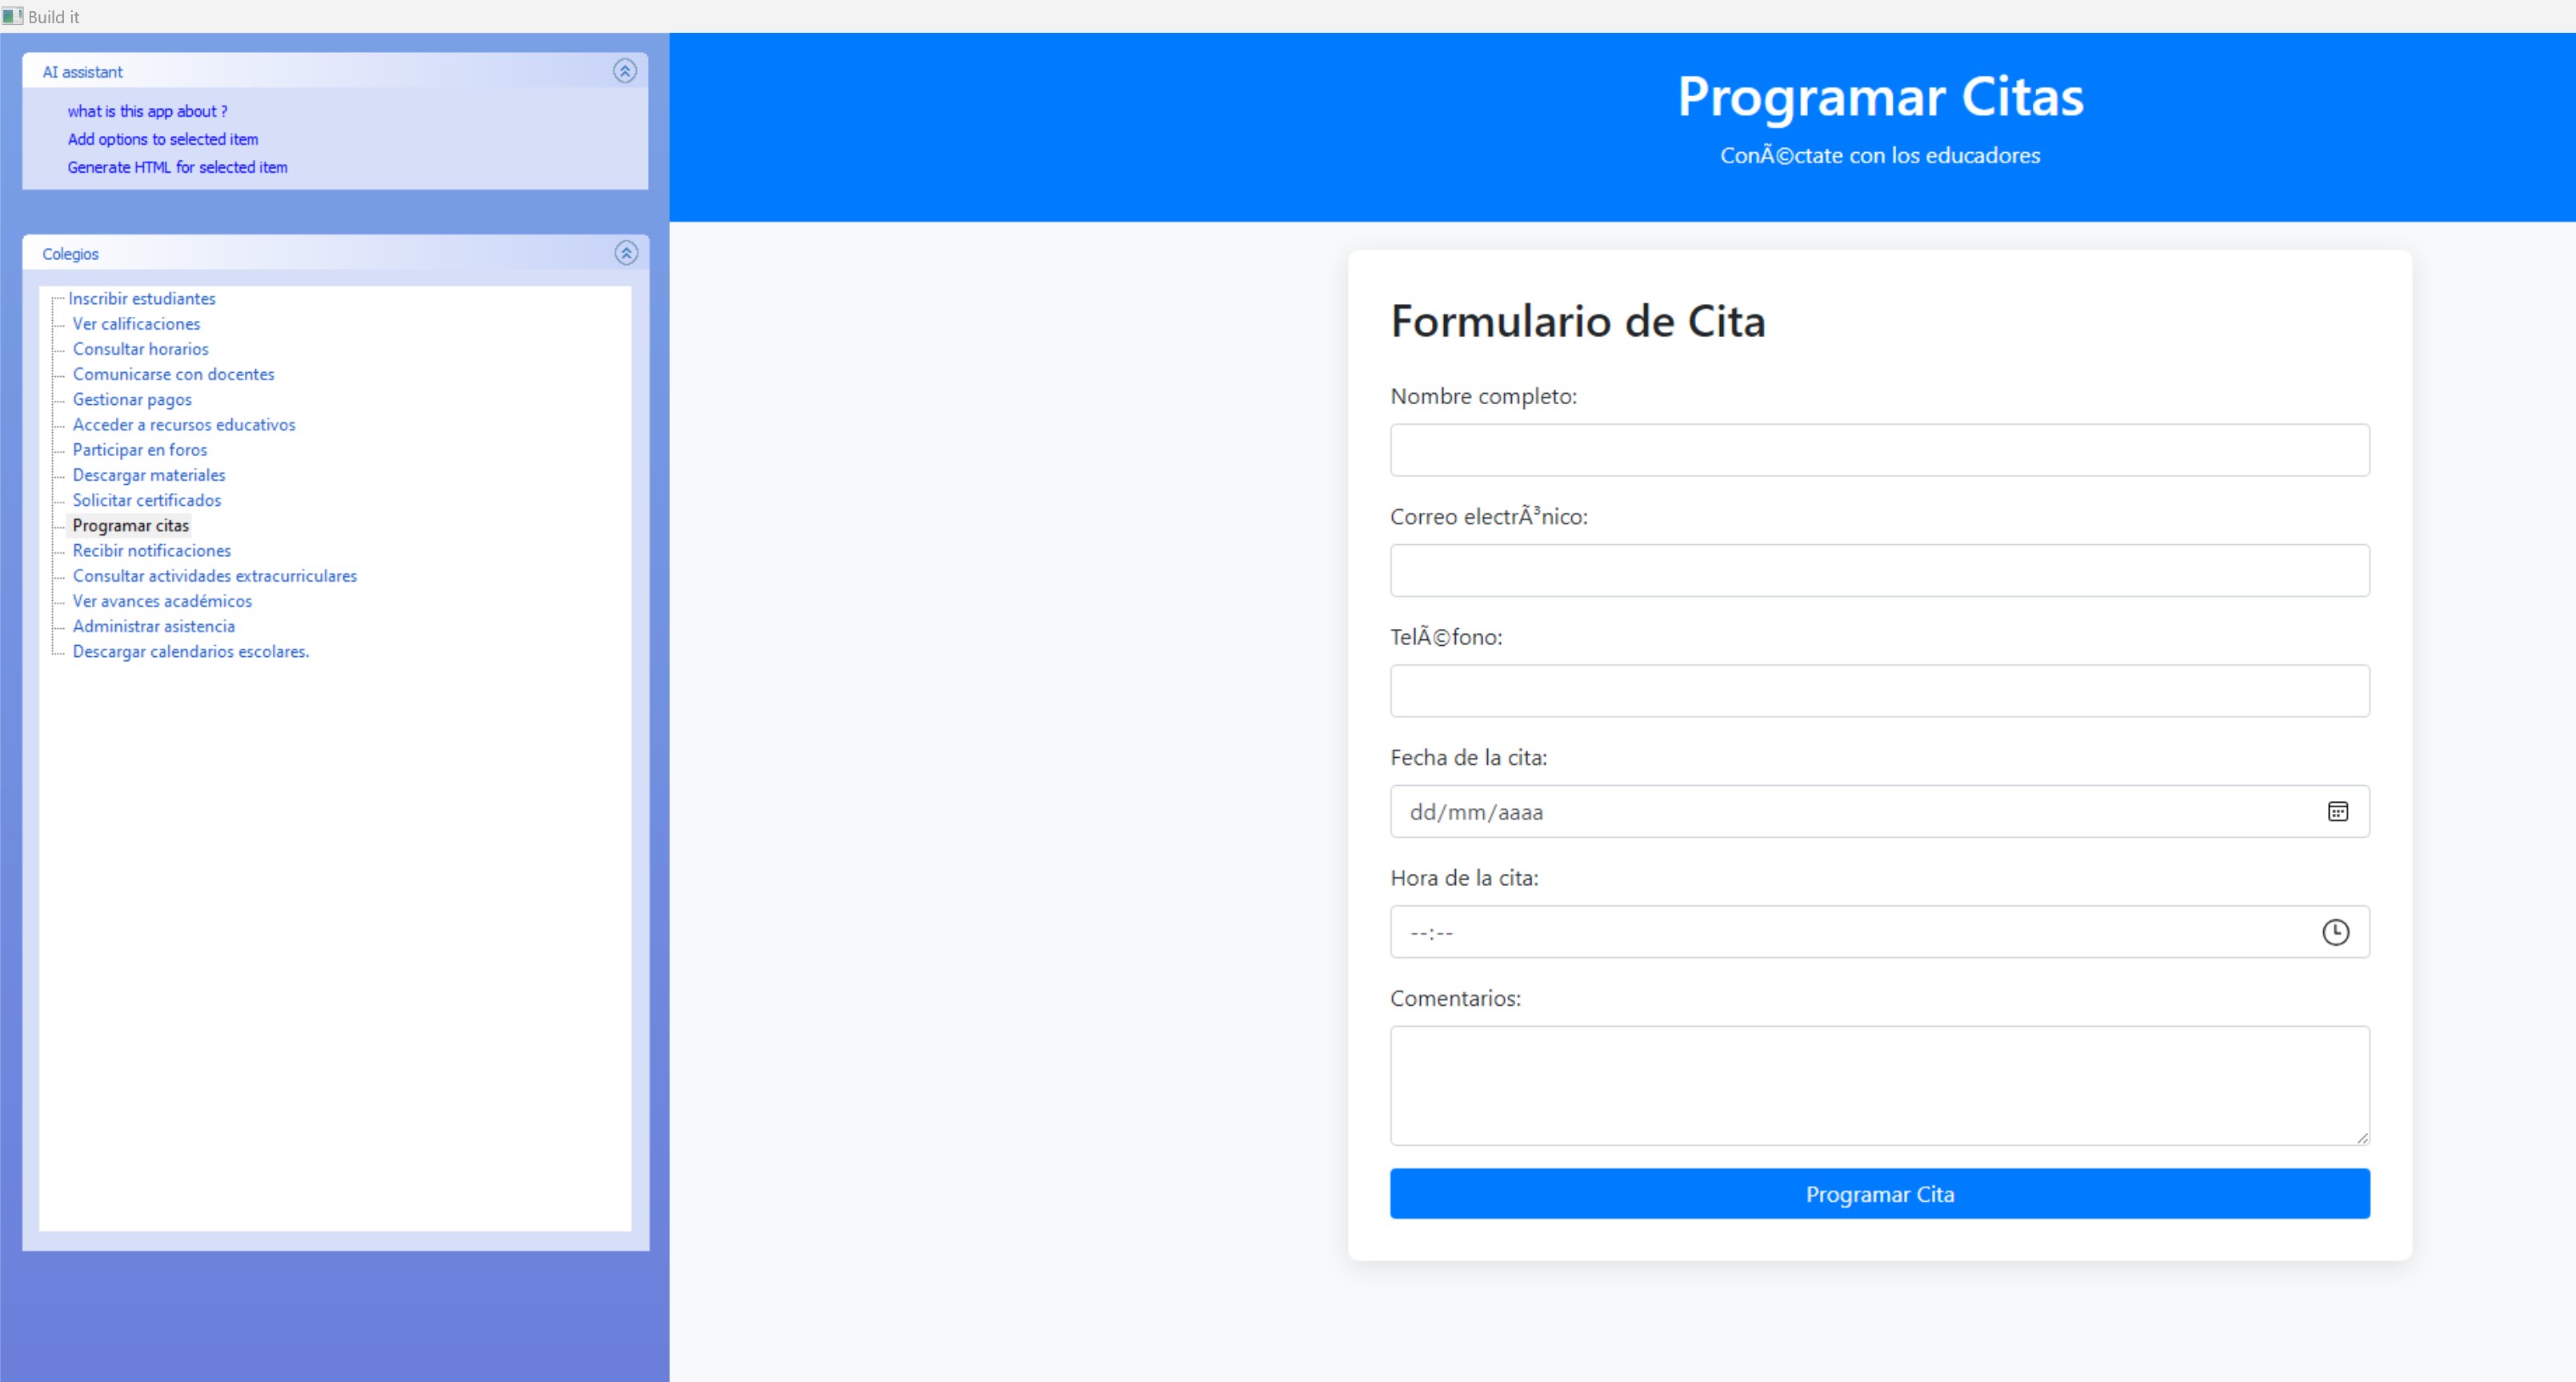 Build it
AI assistant
what is this app about ?
Add options to selected item
Generate HTML for selected item
Colegios
Inscribir estudiantes
Ver calificaciones
Consultar horarios
Comunicarse con docentes
Gestionar pagos
Acceder a recursos educativos
Participar en foros
Descargar materiales
Solicitar certificados
Programar citas
Recibir notificaciones
Consultar actividades extracurriculares
Ver avances académicos
Administrar asistencia
Descargar calendarios escolares.
Programar Citas
ConÃ©ctate con los educadores
Formulario de Cita
Nombre completo:
Correo electrÃ³nico:
TelÃ©fono:
Fecha de la cita:
dd/mm/aaaa
Hora de la cita:
--:--
Comentarios:
Programar Cita